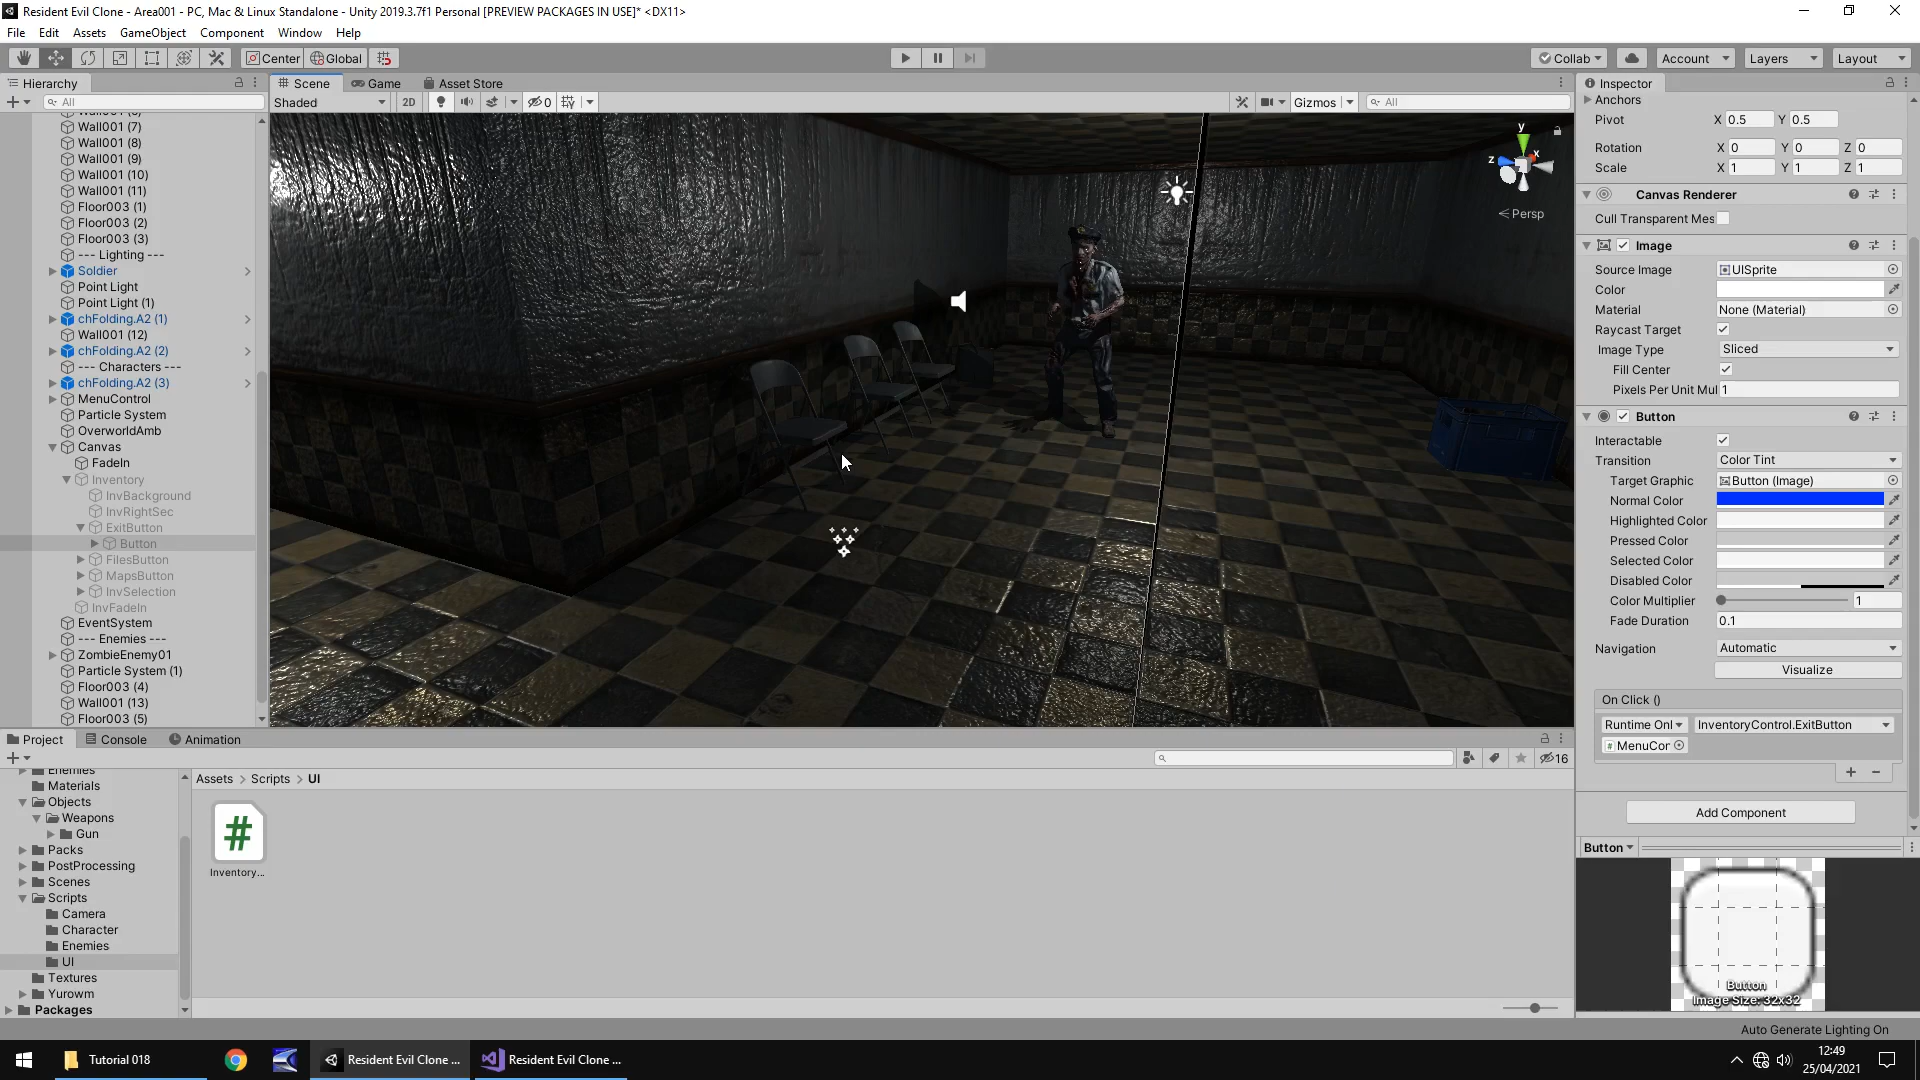 Resident Evil Clone - Area001 - PC, Mac & Linux Standalone - Unity 2019.3.7f1 Personal [PREVIEW PACKAGES IN USE]* <DX11>
File Edit Assets GameObject Component Window Help
Center Global Collab Account Layers Layout
Hierarchy
All
Wall001 (7)
Wall001 (8)
Wall001 (9)
Wall001 (10)
Wall001 (11)
Floor003 (1)
Floor003 (2)
Floor003 (3)
--- Lighting ---
Soldier
Point Light
Point Light (1)
chFolding.A2 (1)
Wall001 (12)
chFolding.A2 (2)
--- Characters ---
chFolding.A2 (3)
MenuControl
Particle System
OverworldAmb
Canvas
FadeIn
Inventory
InvBackground
InvRightSec
ExitButton
Button
FilesButton
MapsButton
InvSelection
InvFadeIn
EventSystem
--- Enemies ---
ZombieEnemy01
Particle System (1)
Floor003 (4)
Wall001 (13)
Floor003 (5)
Scene Game Asset Store
Shaded 2D 0 Gizmos All
y
x
z
Persp
Inspector
Anchors
Pivot X 0.5 Y 0.5
Rotation X 0 Y 0 Z 0
Scale X 1 Y 1 Z 1
Canvas Renderer
Cull Transparent Mes
Image
Source Image UISprite
Color
Material None (Material)
Raycast Target
Image Type Sliced
Fill Center
Pixels Per Unit Mul 1
Button
Interactable
Transition Color Tint
Target Graphic Button (Image)
Normal Color
Highlighted Color
Pressed Color
Selected Color
Disabled Color
Color Multiplier 1
Fade Duration 0.1
Navigation Automatic
Visualize
On Click ()
Runtime Onl InventoryControl.ExitButton
MenuCor
Add Component
Button
Button
Image Size: 32x32
Project Console Animation
16
Enemies
Materials
Objects
Weapons
Gun
Packs
PostProcessing
Scenes
Scripts
Camera
Character
Enemies
UI
Textures
Yurowm
Packages
Assets > Scripts > UI
#
Inventory...
Auto Generate Lighting On
Tutorial 018
Resident Evil Clone ...
Resident Evil Clone ...
12:49
25/04/2021